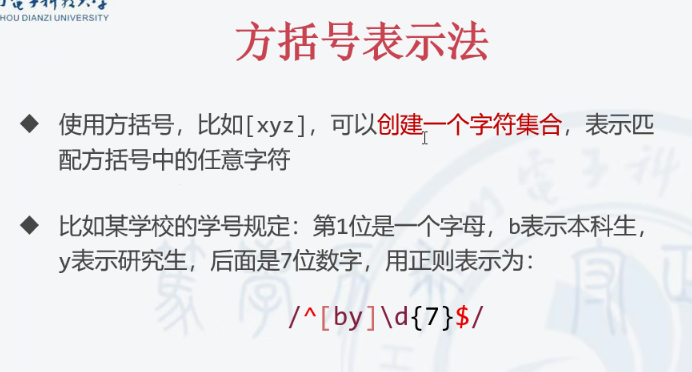 HOU DIANZI UNIVERSITY
方括号表示法
◆ 使用方括号，比如[xyz]，可以创建一个字符集合，表示匹
配方括号中的任意字符
◆ 比如某学校的学号规定：第1位是一个字母，b表示本科生，
y表示研究生，后面是7位数字，用正则表示为：
/^[by]\d{7}$/